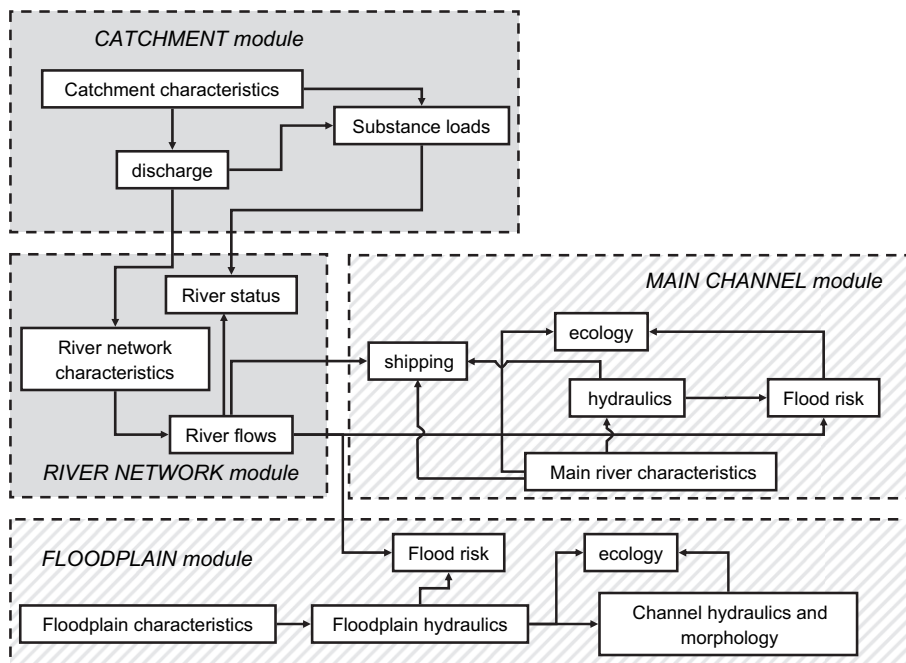 CATCHMENT module
Catchment characteristics
Substance loads
discharge
River status
River network
characteristics
River flows
RIVER NETWORK module
MAIN CHANNEL module
ecology
shipping
hydraulics
Flood risk
Main river characteristics
FLOODPLAIN module
Flood risk
ecology
Floodplain characteristics
Floodplain hydraulics
Channel hydraulics and
morphology